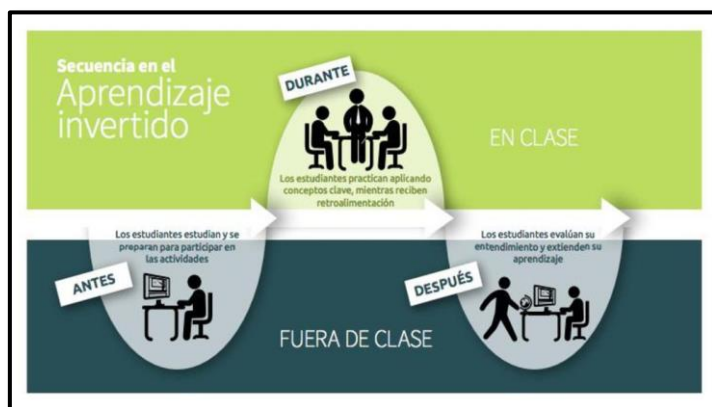 Secuencia en el
Aprendizaje
invertido
DURANTE
Los estudiantes practican aplicando
conceptos clave, mientras reciben
retroalimentación
EN CLASE
Los estudiantes estudian y se
preparan para participar en
las actividades
ANTES
Los estudiantes evalúan su
entendimiento y extienden su
aprendizaje
DESPUÉS
FUERA DE CLASE